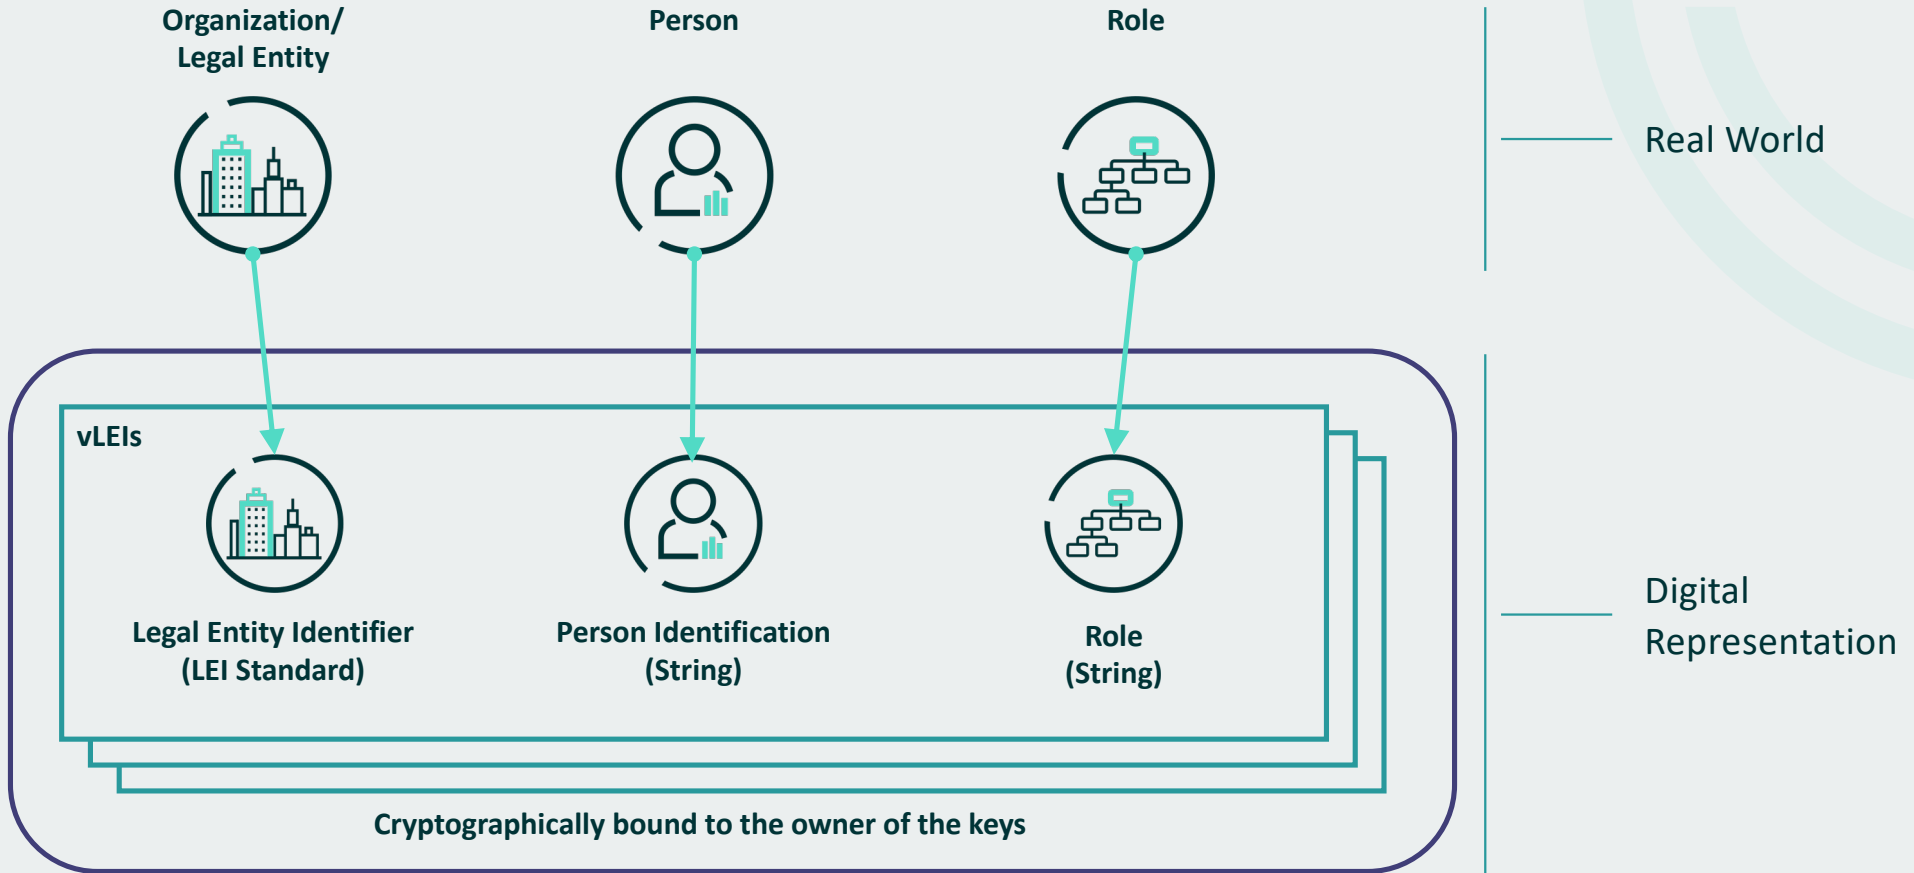 Organization/
Legal Entity
Person
Role
Real World
vLEIs
Legal Entity Identifier
(LEI Standard)
Person Identification
(String)
Role
(String)
Digital
Representation
Cryptographically bound to the owner of the keys